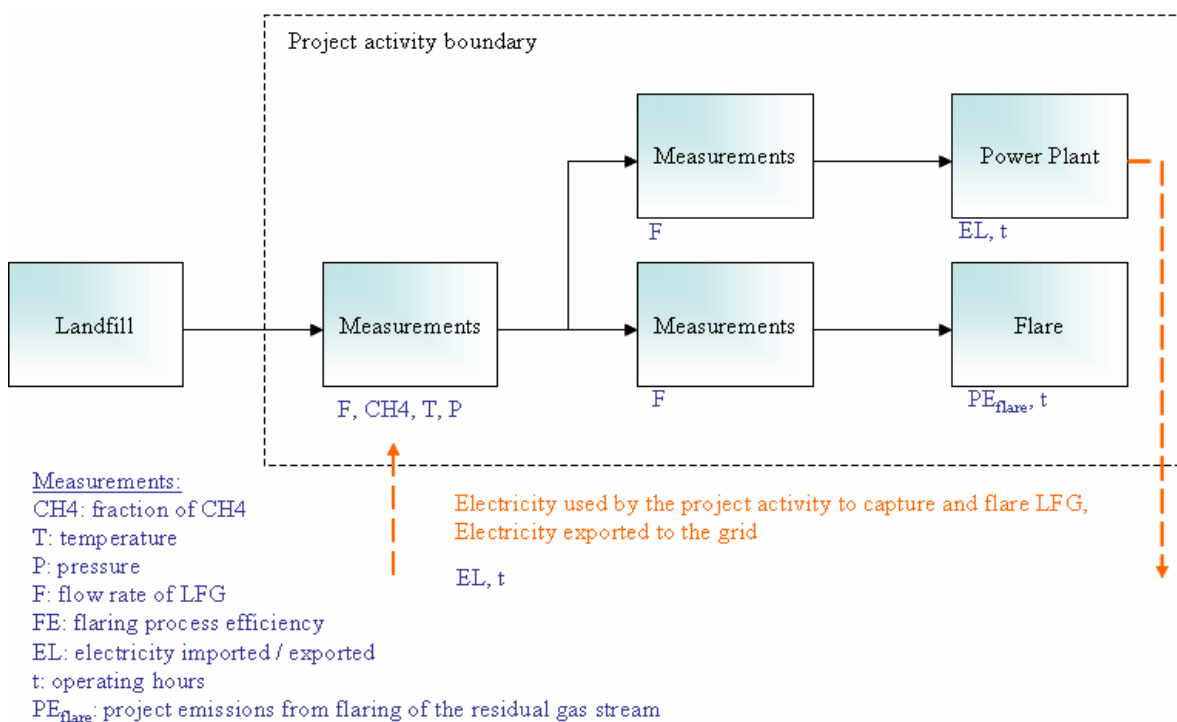 Project activity boundary
Measurements
Power Plant
F
EL, t
Landfill
Measurements
Measurements
Flare
F, CH4, T, P
F
PEflare, t
Measurements:
CH4: fraction of CH4
T: temperature
P: pressure
F: flow rate of LFG
FE: flaring process efficiency
EL: electricity imported / exported
t: operating hours
PEflare: project emissions from flaring of the residual gas stream
Electricity used by the project activity to capture and flare LFG,
Electricity exported to the grid
EL, t